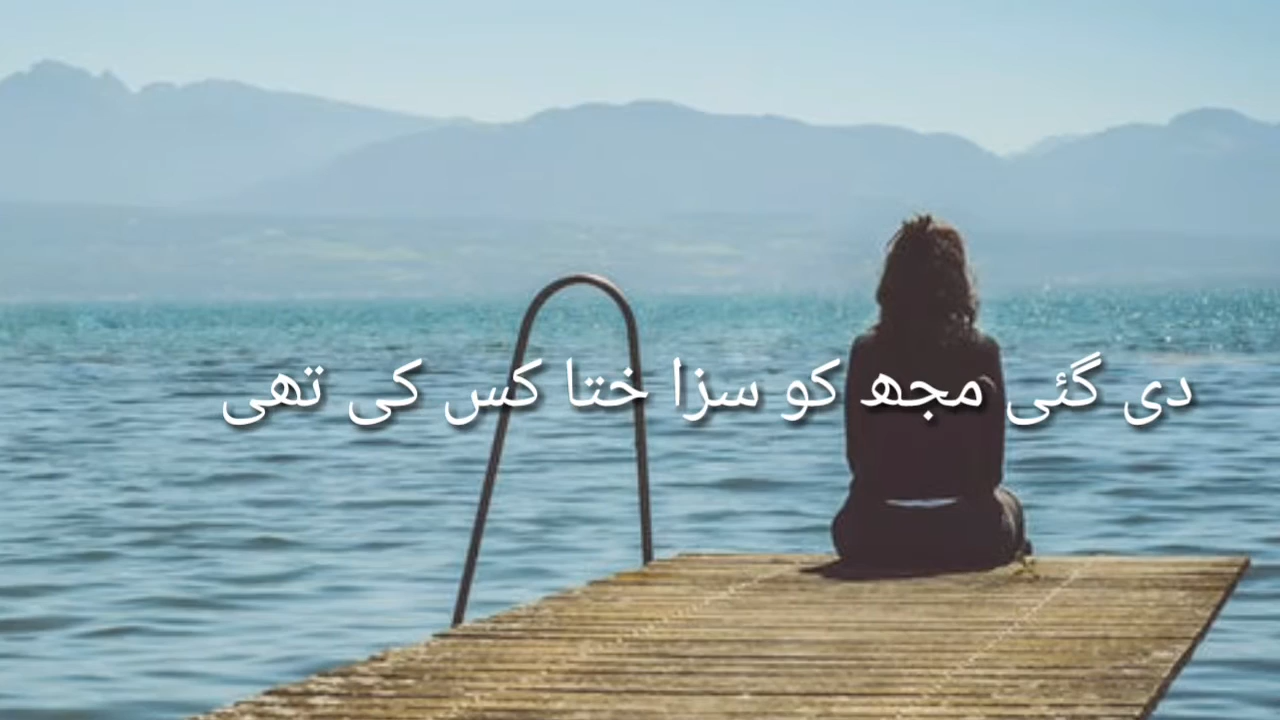 دی گئی مجھ کو سزا ختا کس کی تھی